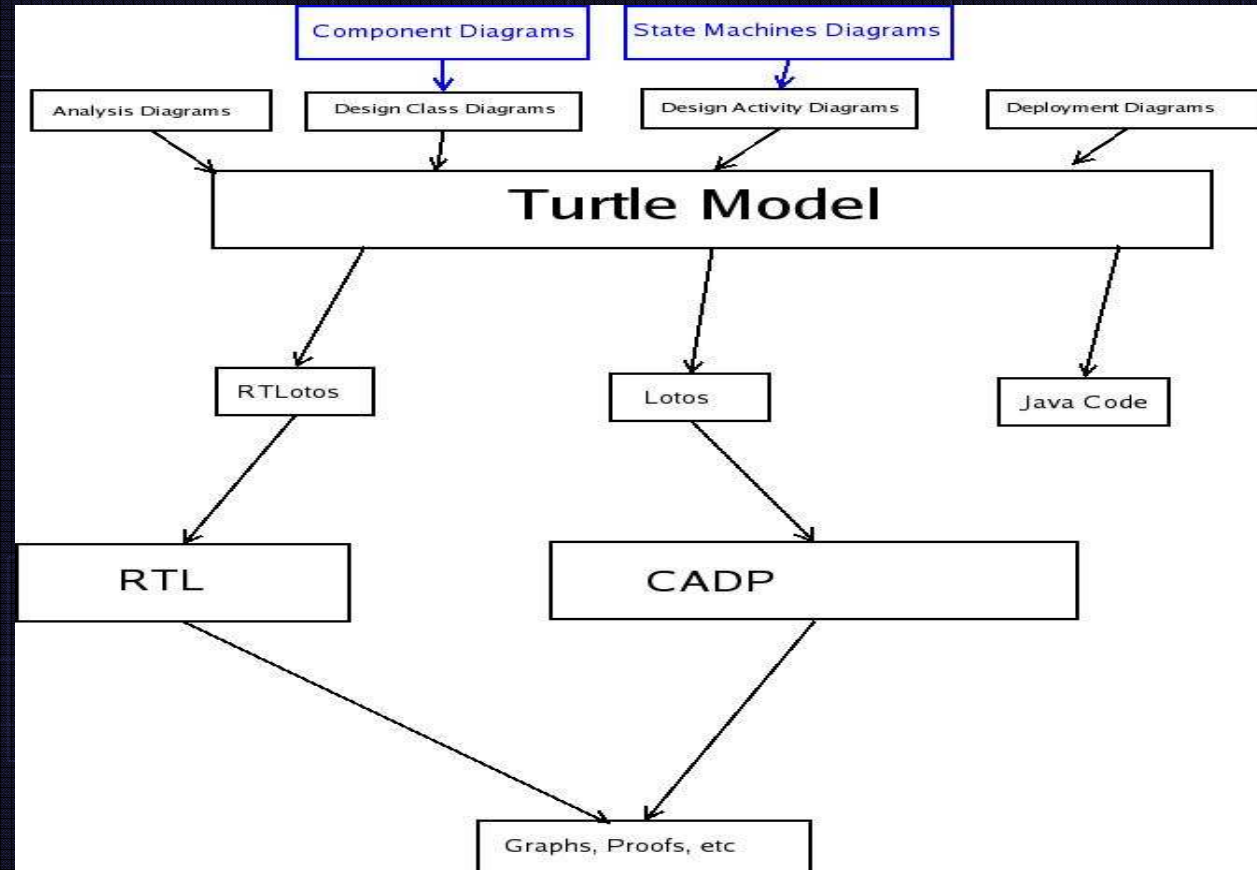 Component Diagrams
State Machines Diagrams
Analysis Diagrams
Design Class Diagrams
Design Activity Diagrams
Deployment Diagrams
Turtle Model
RTLotos
Lotos
Java Code
RTL
CADP
Graphs, Proofs, etc